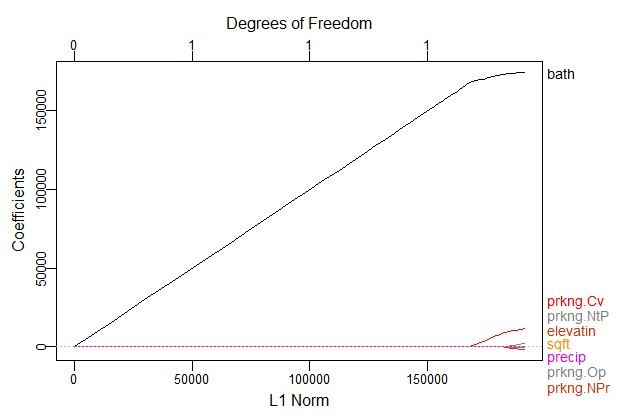 Degrees of Freedom
0 1 1 1
bath
150000
100000
50000
0
Coefficients
prkng.Cv
prkng.NtP
elevatin
sqft
precip
prkng.Op
prkng.NPr
0 50000 100000 150000
L1 Norm